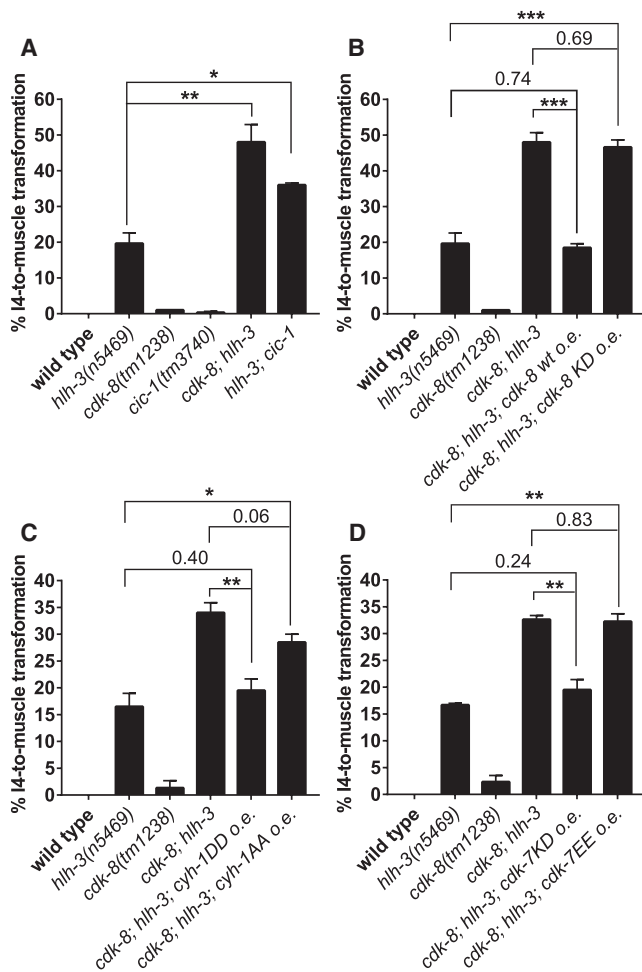 A
% I4-to-muscle transformation
60
50
40
30
20
10
0
*
**
wild type
hlh-3(n5469)
cdk-8(tm1238)
cic-1(tm3740)
cdk-8; hlh-3
hlh-3; cic-1
B
% I4-to-muscle transformation
60
50
40
30
20
10
0
***
0.69
0.74
***
wild type
hlh-3(n5469)
cdk-8(tm1238)
cdk-8; hlh-3
cdk-8; hlh-3; cdk-8 wt o.e.
cdk-8; hlh-3; cdk-8 KD o.e.
C
% I4-to-muscle transformation
40
35
30
25
20
15
10
5
0
*
0.06
0.40
**
wild type
hlh-3(n5469)
cdk-8(tm1238)
cdk-8; hlh-3
cdk-8; hlh-3; cyh-1DD o.e.
cdk-8; hlh-3; cyh-1AA o.e.
D
% I4-to-muscle transformation
40
35
30
25
20
15
10
5
0
**
0.83
0.24
**
wild type
hlh-3(n5469)
cdk-8(tm1238)
cdk-8; hlh-3
cdk-8; hlh-3; cdk-7KD o.e.
cdk-8; hlh-3; cdk-7EE o.e.